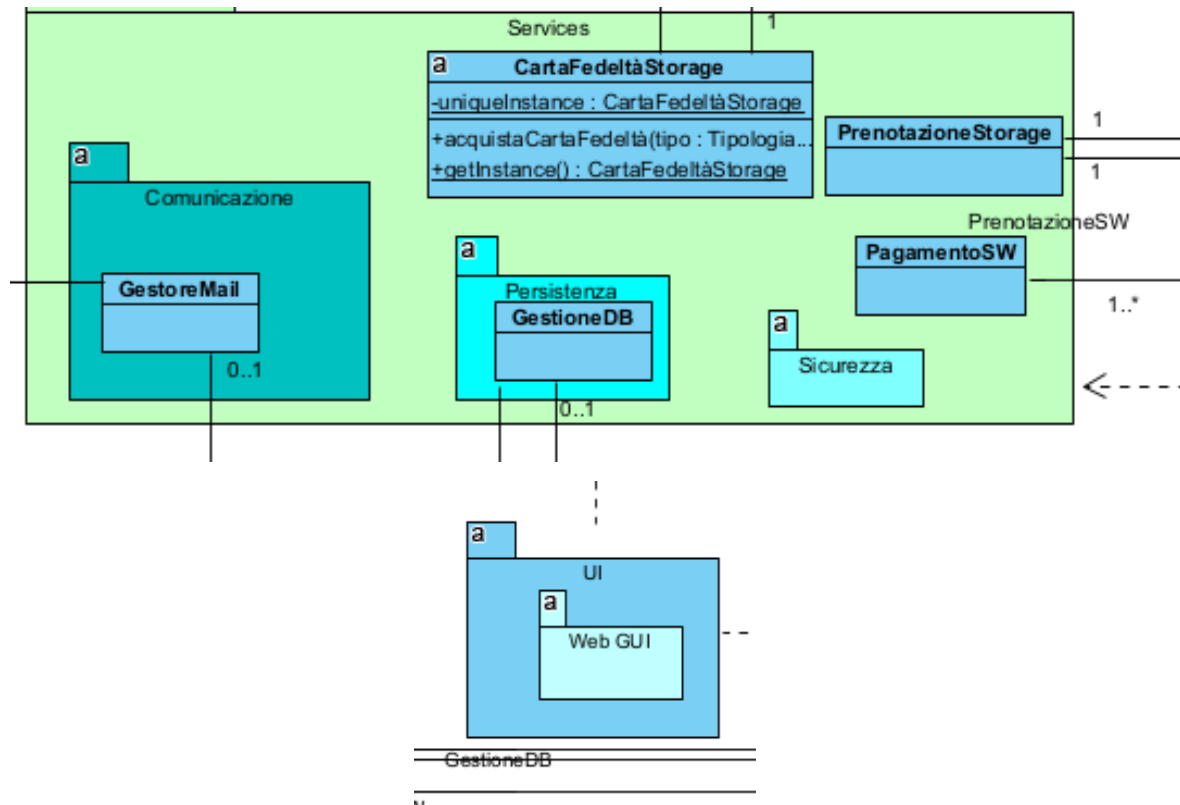 Services
1
a
CartaFedeltàStorage
-uniqueInstance : CartaFedeltàStorage
+acquistaCartaFedeltà(tipo : Tipologia...
+getInstance() : CartaFedeltàStorage
PrenotazioneStorage
1
1
a
Comunicazione
GestoreMail
0..1
a
Persistenza
GestioneDB
0..1
PrenotazioneSW
PagamentoSW
1..*
a
Sicurezza
a
UI
a
Web GUI
GestioneDB